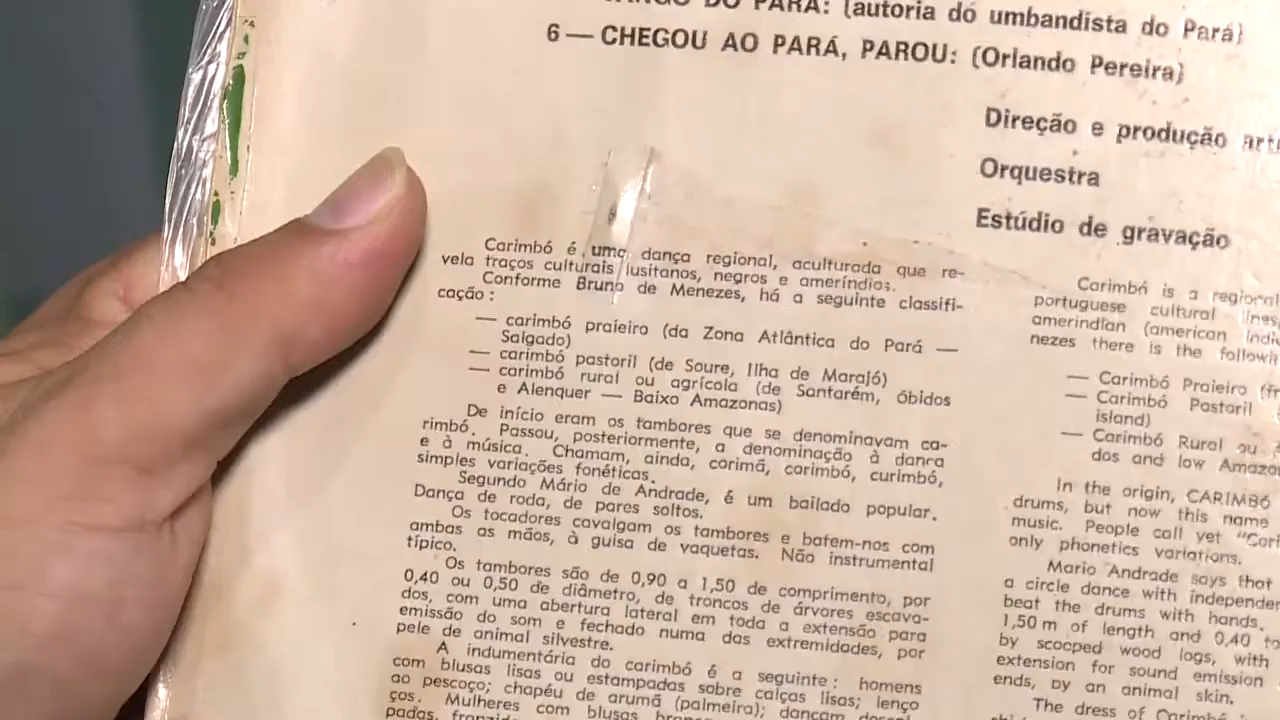 DO PARÁ: (autoria do umbandista do Pará)
6 — CHEGOU AO PARÁ, PAROU: (Orlando Pereira)
Direção e produção
Orquestra
Estúdio de gravação
Carimbó é uma dança regional, aculturada que re-
vela traços culturais lusitanos, negros e ameríndios.
Conforme Bruno de Menezes, há a seguinte classifi-
cação :
— carimbó praieiro (da Zona Atlântica do Pará —
Salgado)
— carimbó pastoril (de Soure, Ilha de Marajó)
— carimbó rural ou agrícola (de Santarém, óbidos
e Alenquer — Baixo Amazonas)
De início eram os tambores que se denominavam ca-
rimbó. Passou, posteriormente, a denominação à dança
e à música. Chamam, ainda, corimã, corimbó, curimbó,
simples variações fonéticas.
Segundo Mário de Andrade, é um bailado popular.
Dança de roda, de pares soltos.
Os tocadores cavalgam os tambores e batem-nos com
ambas as mãos, à guisa de vaquetas. Não instrumental
típico.
Os tambores são de 0,90 a 1,50 de comprimento, por
0,40 ou 0,50 de diâmetro, de troncos de árvores escava-
dos, com uma abertura lateral em toda a extensão para
emissão do som e fechado numa das extremidades, por
pele de animal silvestre.
A indumentária do carimbó é a seguinte : homens
com blusas lisas ou estampadas sobre calças lisas; lenço
ao pescoço; chapéu de arumã (palmeira); dançam
ços. Mulheres com blusas
padas,
Carimbó is a regional
portuguese cultural lines,
amerindian (american
nezes there is the
— Carimbó Praieiro
— Carimbó Pastoril
island)
— Carimbó Rural ou
dos and low
In the origin, CARIMBÓ
drums, but now this name
music. People call yet
only phonetics variations.
Mario Andrade says that
a circle dance with
beat the drums with hands.
1,50 m of length and 0,40
by scooped wood logs, with
extension for sound emission
ends, by an animal skin.
The dress of